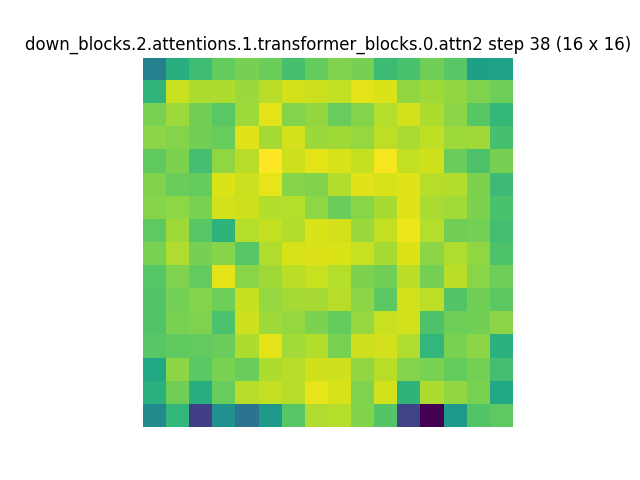 down_blocks.2.attentions.1.transformer_blocks.0.attn2 step 38 (16 x 16)